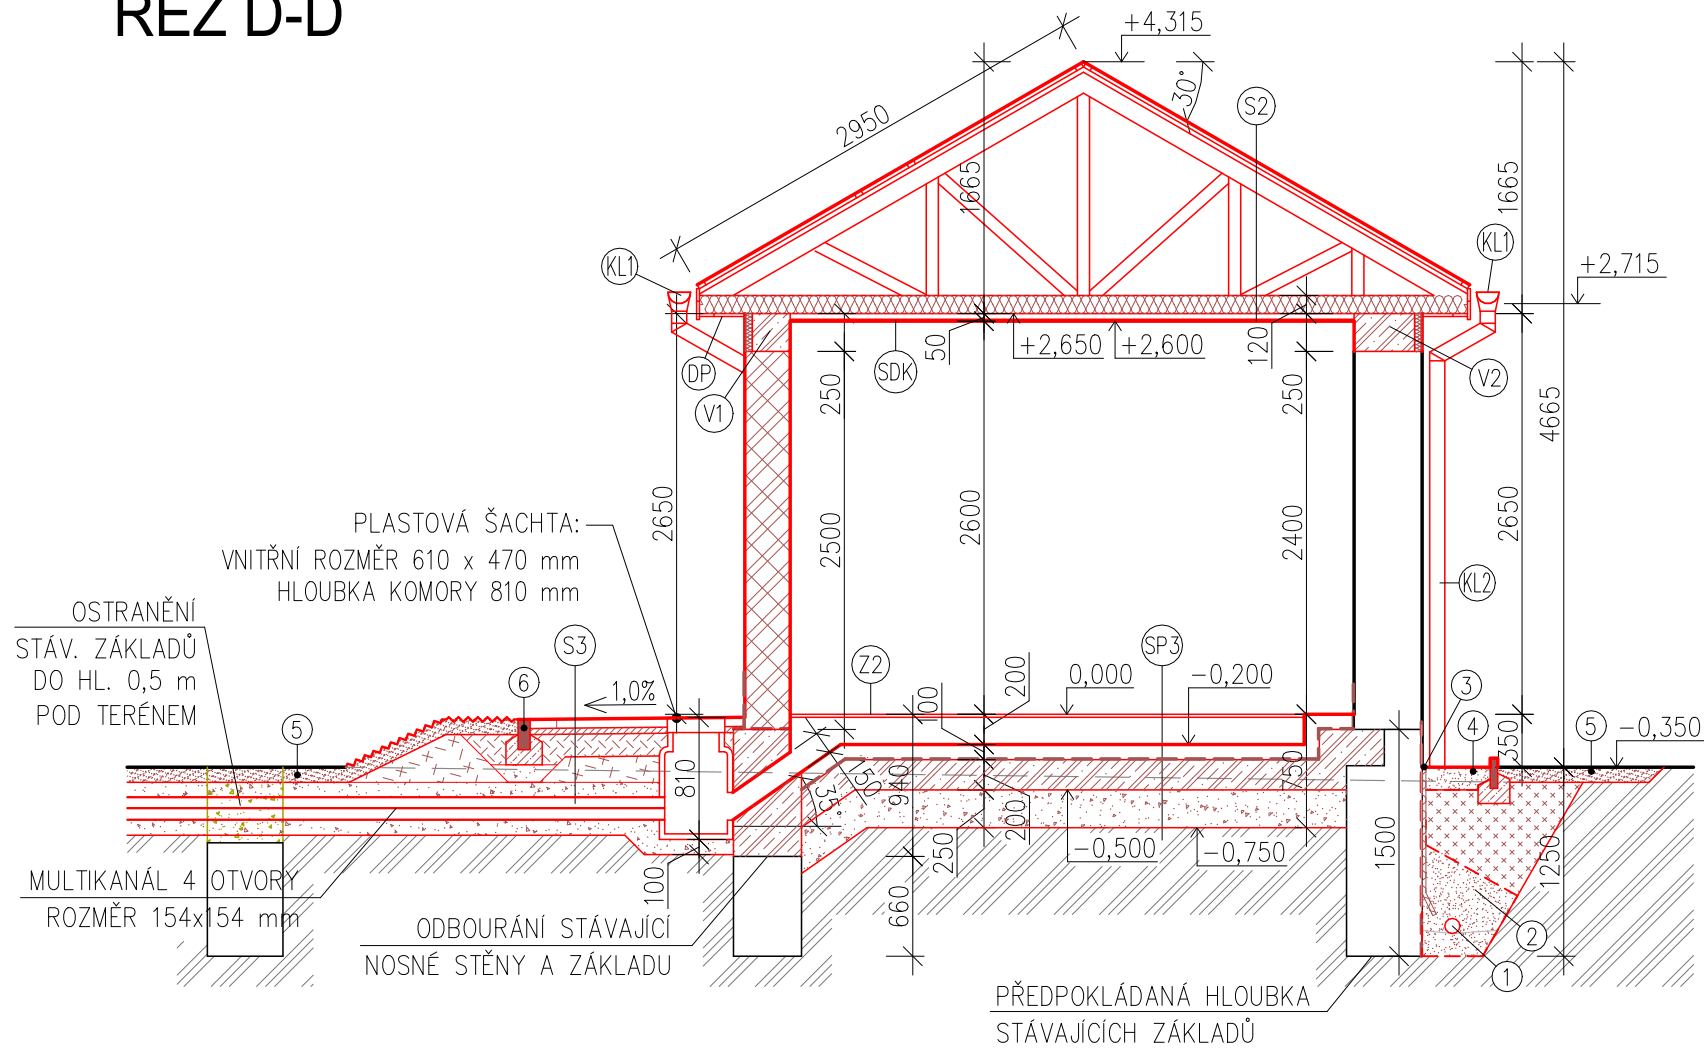 ŘEZ D-D
+4,315
30°
S2
2950
1665
1665
KL1
KL1
+2,715
+2,650
+2,600
50
120
DP
SDK
V1
V2
250
250
4665
2650
2500
2600
2400
2650
PLASTOVÁ ŠACHTA:
VNITŘNÍ ROZMĚR 610 x 470 mm
HLOUBKA KOMORY 810 mm
KL2
OSTRANĚNÍ
STÁV. ZÁKLADŮ
DO HL. 0,5 m
POD TERÉNEM
S3
Z2
SP3
6
1,0%
200
0,000
-0,200
3
5
100
4
5
-0,350
350
810
150
940
750
35°
200
250
-0,500
-0,750
1500
1250
MULTIKANÁL 4 OTVORY
ROZMĚR 154x154 mm
100
660
ODBOURÁNÍ STÁVAJÍCÍ
NOSNÉ STĚNY A ZÁKLADU
2
1
PŘEDPOKLÁDANÁ HLOUBKA
STÁVAJÍCÍCH ZÁKLADŮ